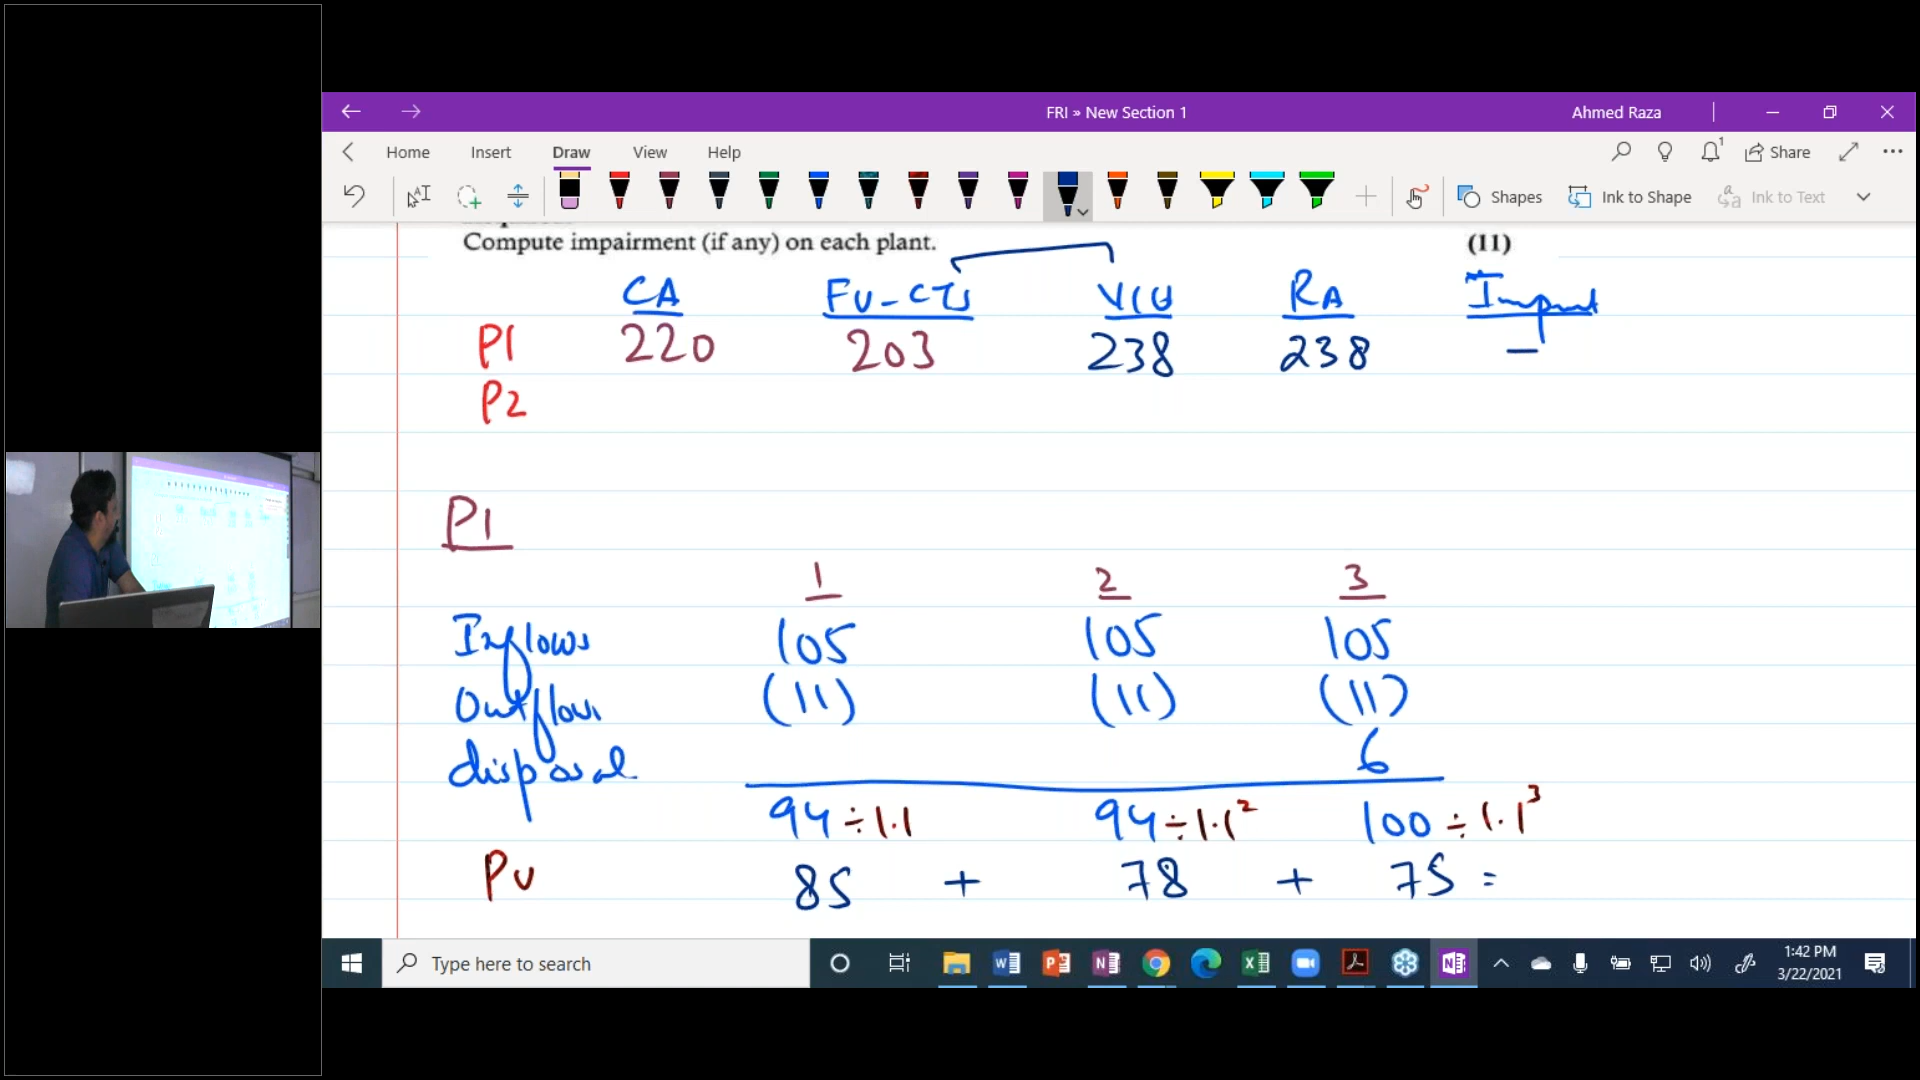 FRI » New Section 1
Ahmed Raza
Home Insert Draw View Help
Share
Shapes
Ink to Shape
Ink to Text
Compute impairment (if any) on each plant. (11)
CA FV-CTS VIU RA
P1 220 203 238 238 –
P2
P1
1 2 3
Inflows 105 105 105
Outflow (11) (11) (11)
disposal 6
94 ÷ 1.1 94 ÷ 1.1² 100 ÷ 1.1³
PV 85 + 78 + 75 =
Type here to search
1:42 PM
3/22/2021